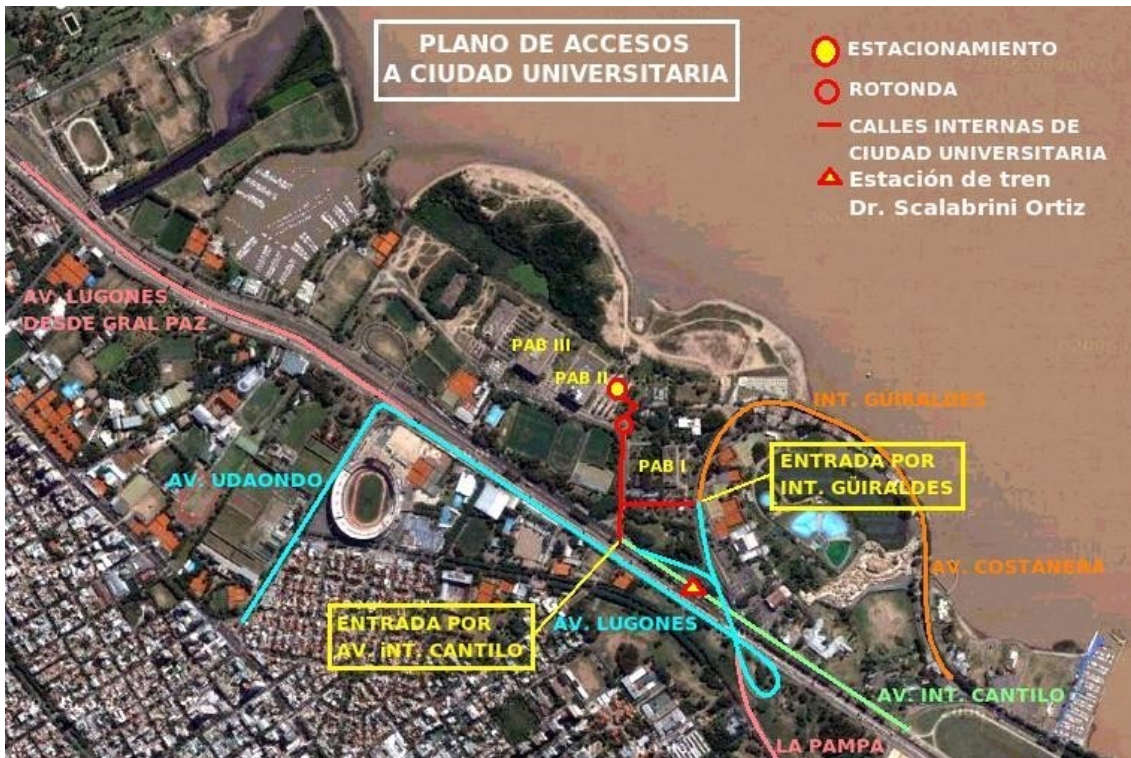 PLANO DE ACCESOS
A CIUDAD UNIVERSITARIA
ESTACIONAMIENTO
ROTONDA
CALLES INTERNAS DE
CIUDAD UNIVERSITARIA
Estación de tren
Dr. Scalabrini Ortiz
AV. LUGONES
DESDE GRAL PAZ
PAB III
PAB II
INT. GÜIRALDES
PAB I
ENTRADA POR
INT. GÜIRALDES
AV. UDAONDO
AV. COSTANERA
ENTRADA POR
AV. iNT. CANTILO
AV. LUGONES
AV. INT. CANTILO
LA PAMPA